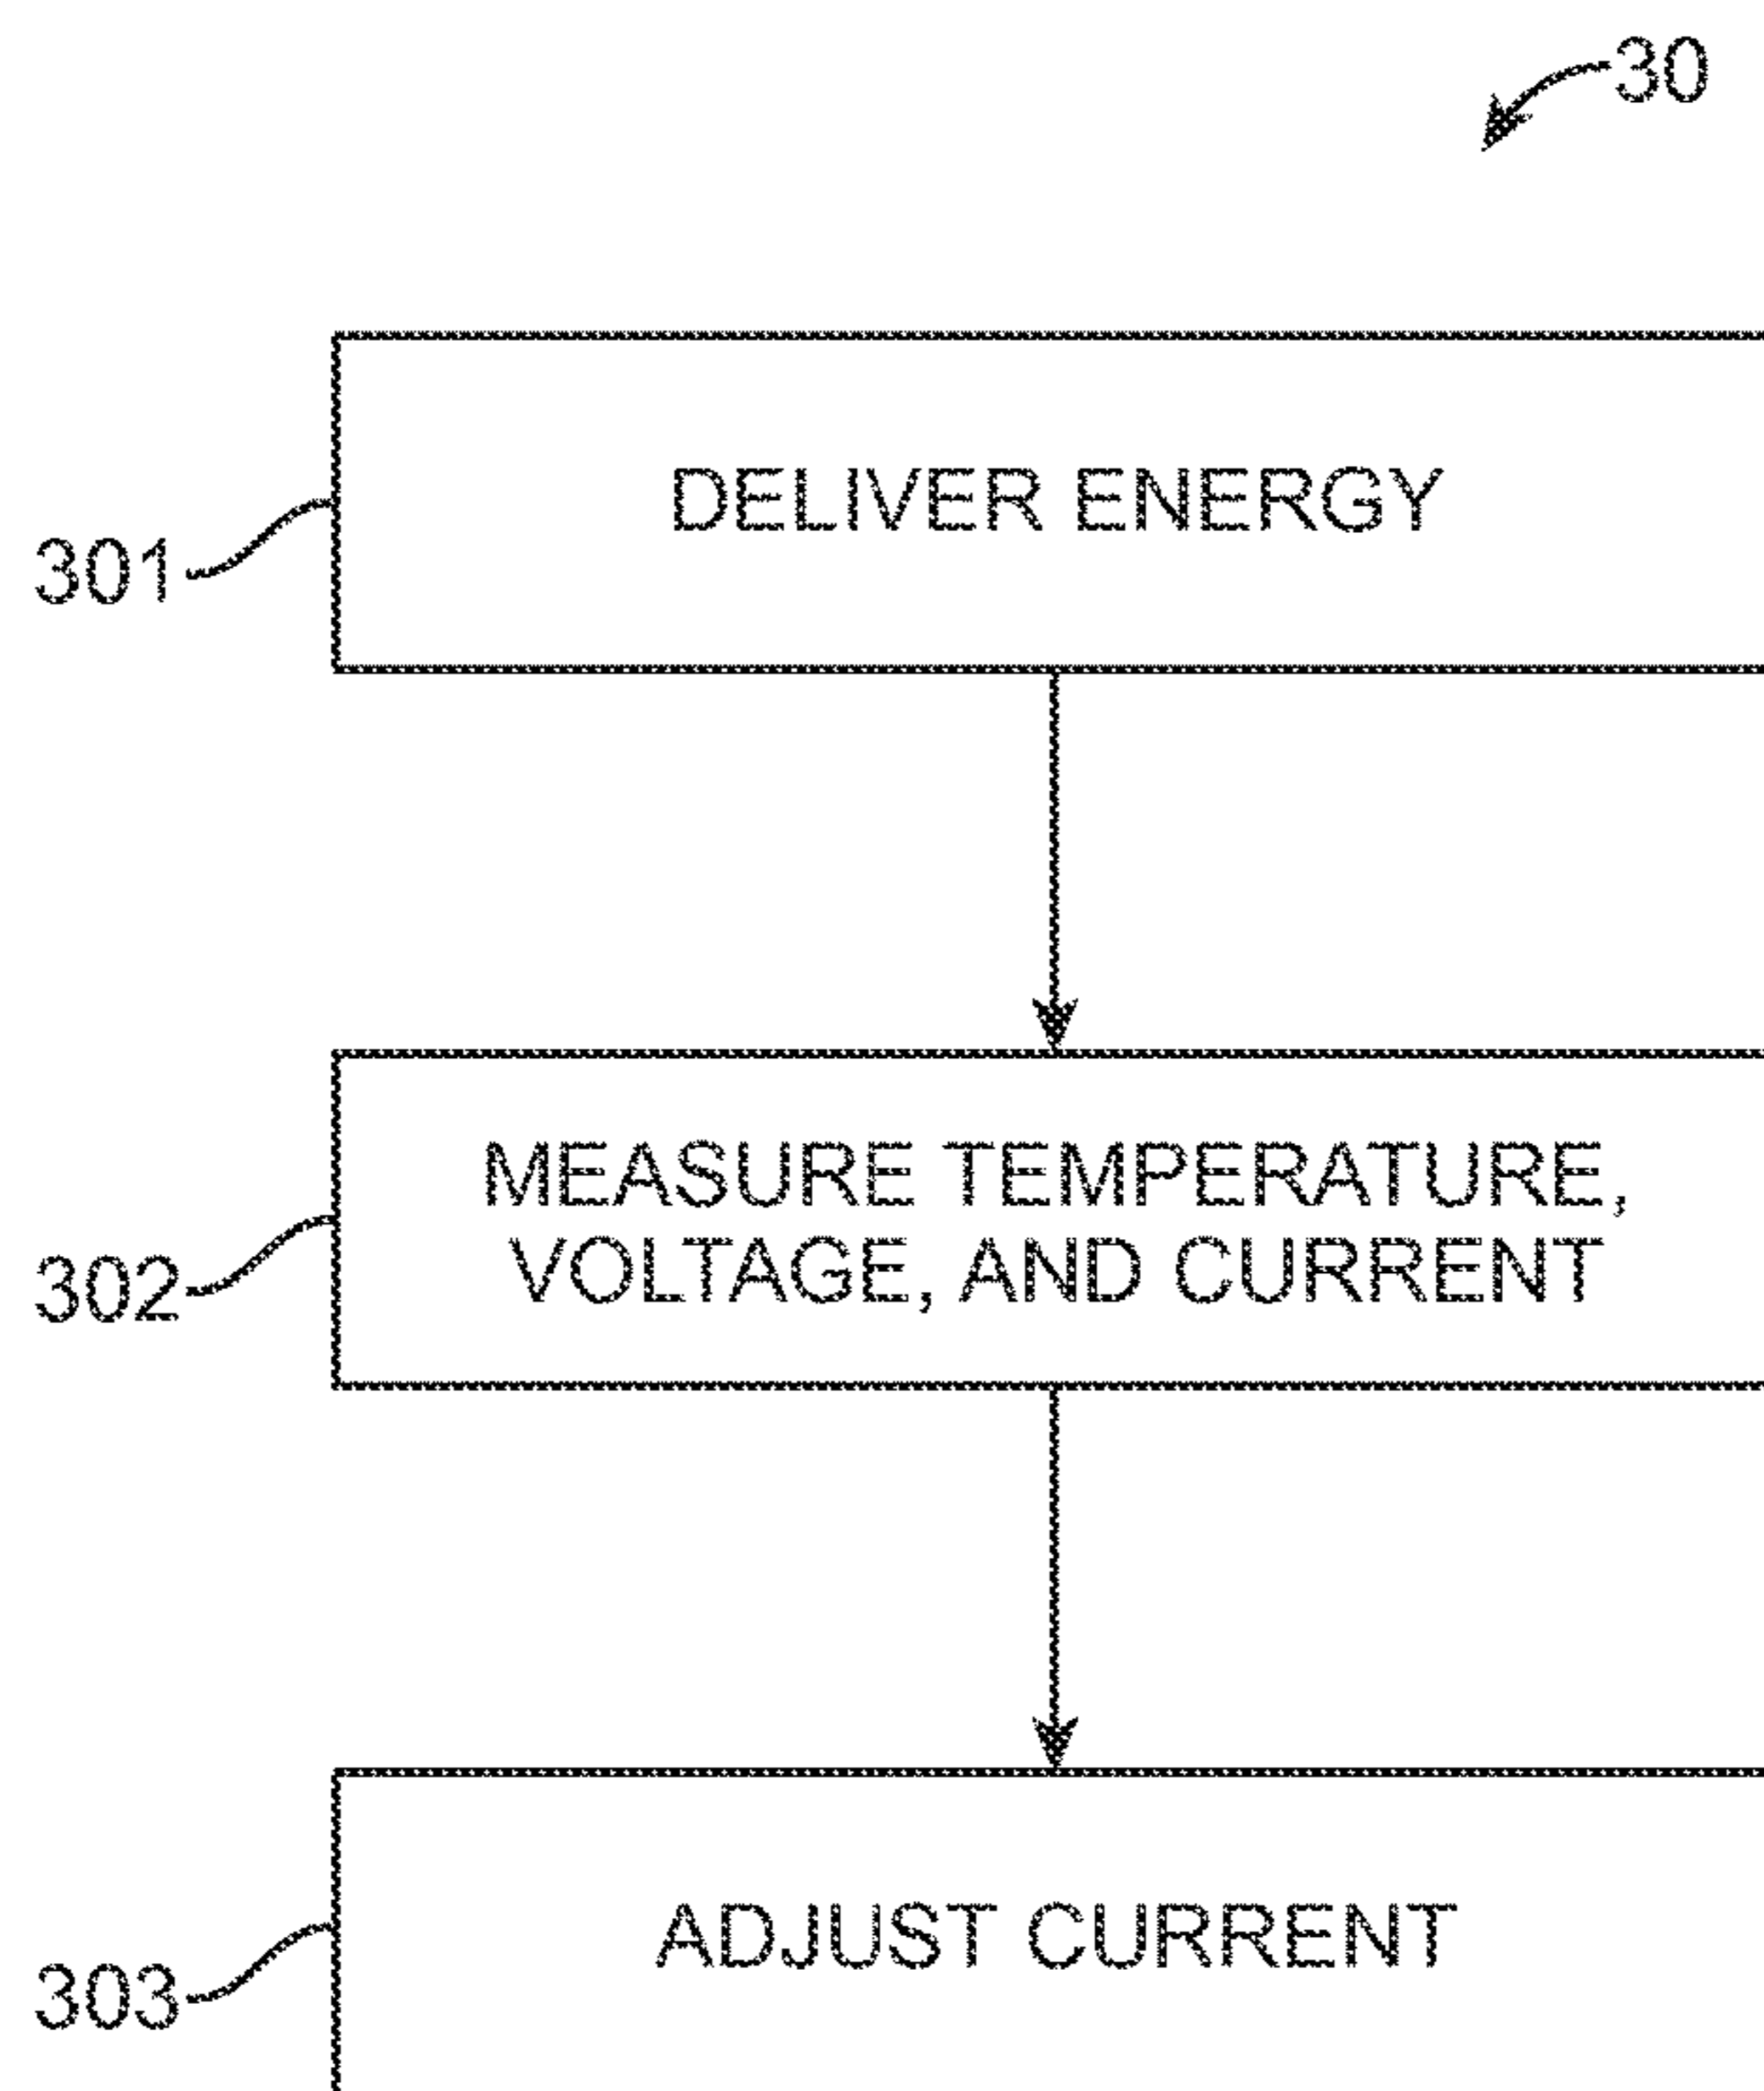 30
DELIVER ENERGY
301
MEASURE TEMPERATURE,
VOLTAGE, AND CURRENT
302
ADJUST CURRENT
303